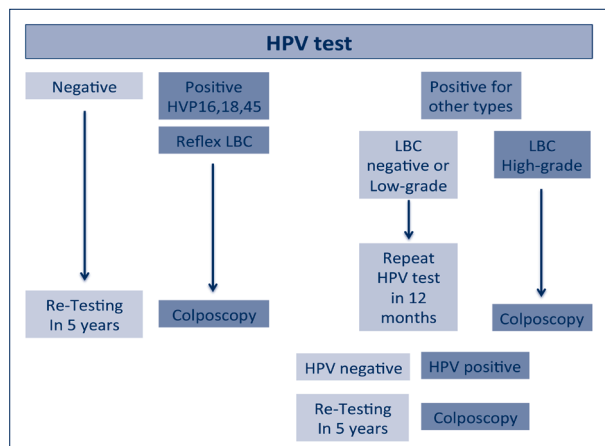 HPV test
Negative
Positive
HVP16,18,45
Reflex LBC
Positive for
other types
LBC
negative or
Low-grade
LBC
High-grade
Repeat
HPV test
in 12
months
Re-Testing
In 5 years
Colposcopy
Colposcopy
HPV negative
HPV positive
Re-Testing
In 5 years
Colposcopy